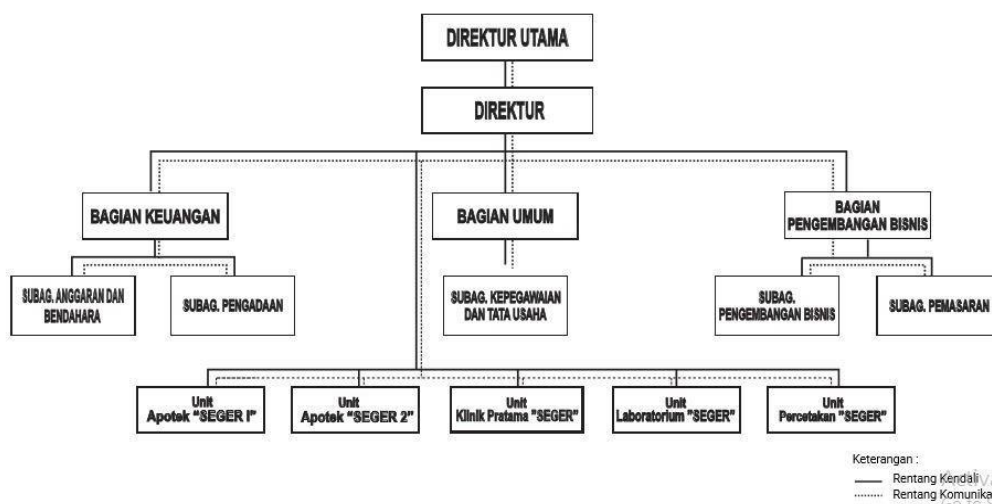 DIREKTUR UTAMA
DIREKTUR
BAGIAN KEUANGAN
BAGIAN UMUM
BAGIAN
PENGEMBANGAN BISNIS
SUBAG. ANGGARAN DAN
BENDAHARA
SUBAG. PENGADAAN
SUBAG. KEPEGAWAIAN
DAN TATA USAHA
SUBAG.
PENGEMBANGAN BISNIS
SUBAG. PEMASARAN
Unit
Apotek "SEGER I"
Unit
Apotek "SEGER 2"
Unit
Klinik Pratama "SEGER"
Unit
Laboratorium "SEGER"
Unit
Percetakan "SEGER"
Keterangan :
Rentang Kendali
Rentang Komunika